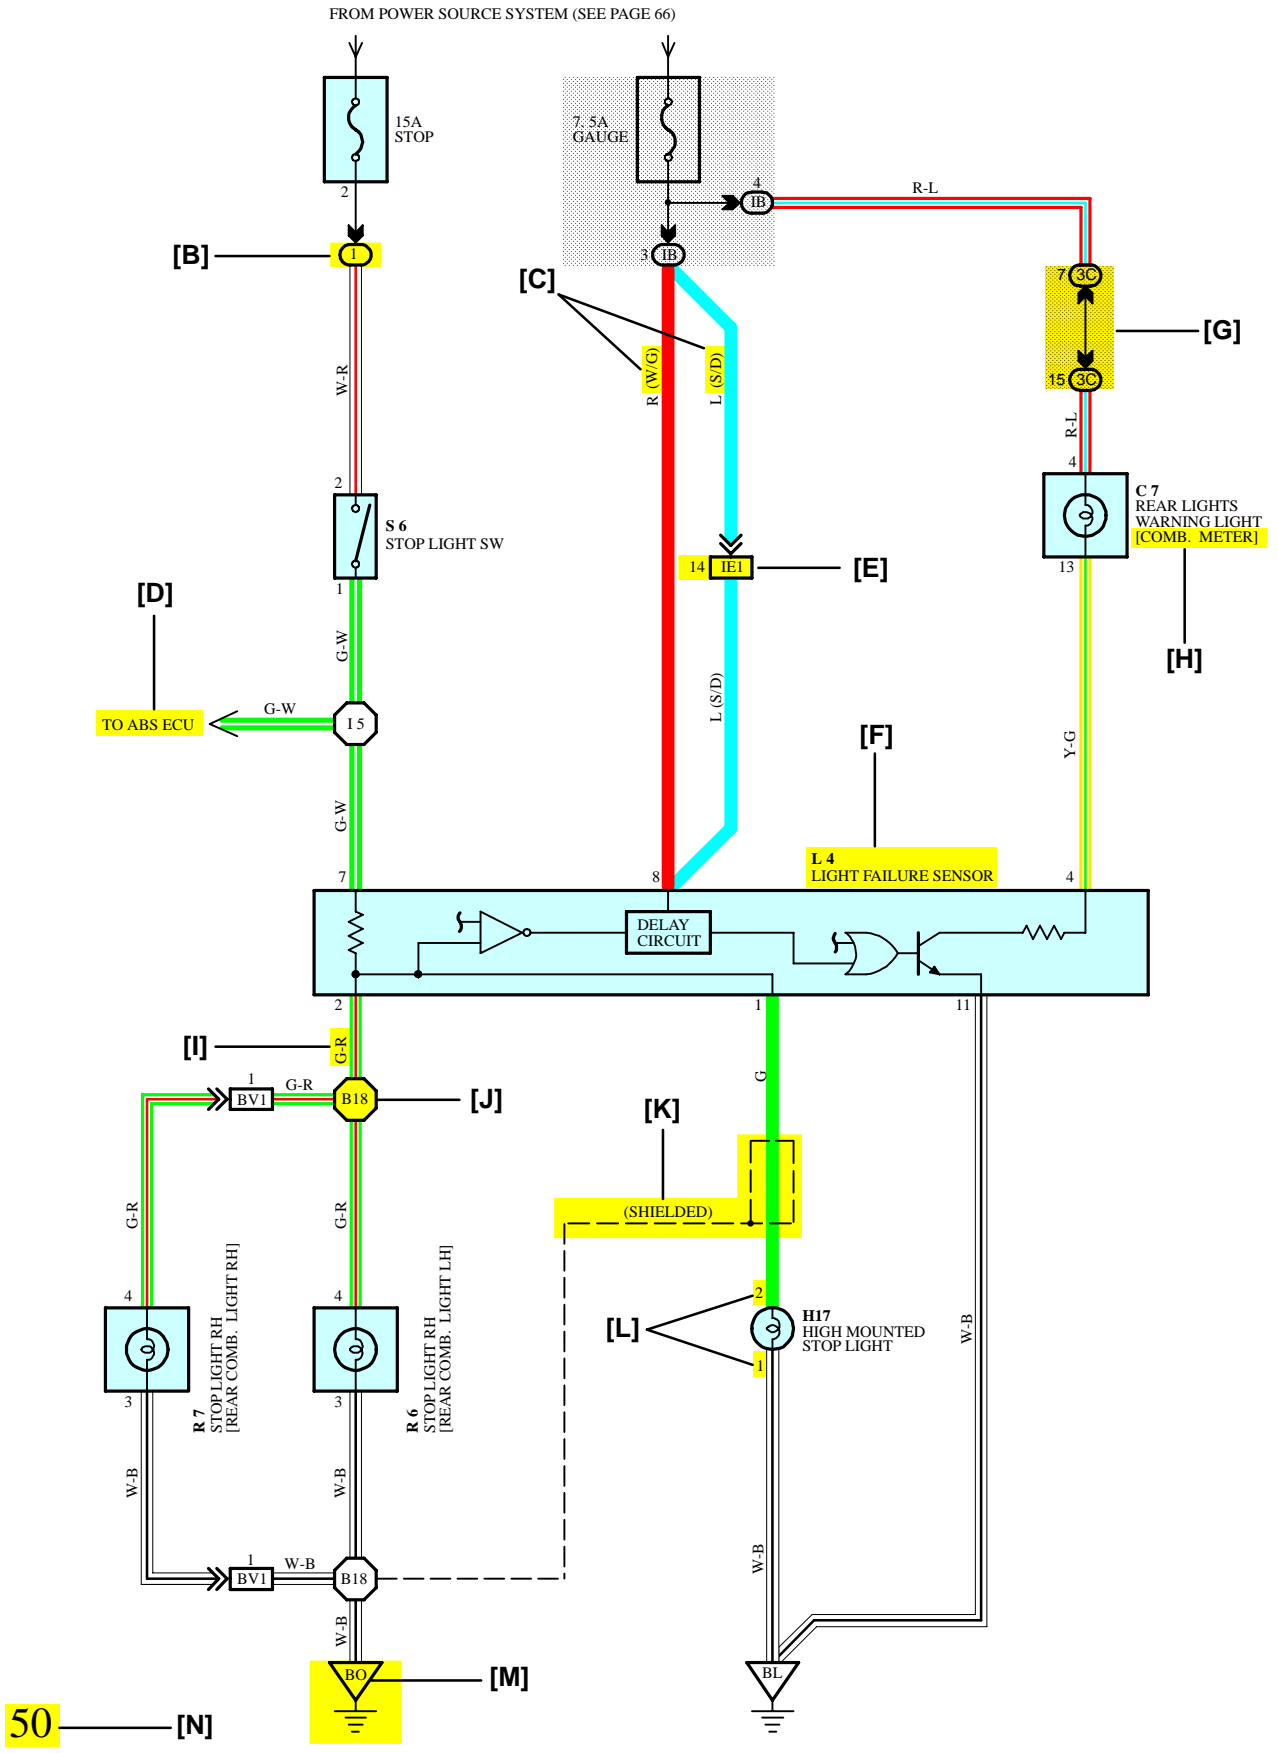 FROM POWER SOURCE SYSTEM (SEE PAGE 66)
15A
STOP
2
7. 5A
GAUGE
4
IB
R-L
[B]
1
3
IB
[C]
7
3C
[G]
15
3C
W-R
R (W/G)
L (S/D)
R-L
2
4
S 6
STOP LIGHT SW
C 7
REAR LIGHTS
WARNING LIGHT
[COMB. METER]
1
14
IE1
[E]
13
[D]
[H]
G-W
L (S/D)
TO ABS ECU
G-W
I 5
Y-G
[F]
G-W
L 4
LIGHT FAILURE SENSOR
7
8
4
DELAY
CIRCUIT
2
1
11
[I]
G-R
G
1
BV1
G-R
B18
[J]
[K]
(SHIELDED)
G-R
G-R
4
4
2
[L]
H17
HIGH MOUNTED
STOP LIGHT
1
W-B
3
R 7
STOP LIGHT RH
[REAR COMB. LIGHT RH]
3
R 6
STOP LIGHT RH
[REAR COMB. LIGHT LH]
W-B
W-B
W-B
1
BV1
W-B
B18
W-B
BO
[M]
BL
50
[N]